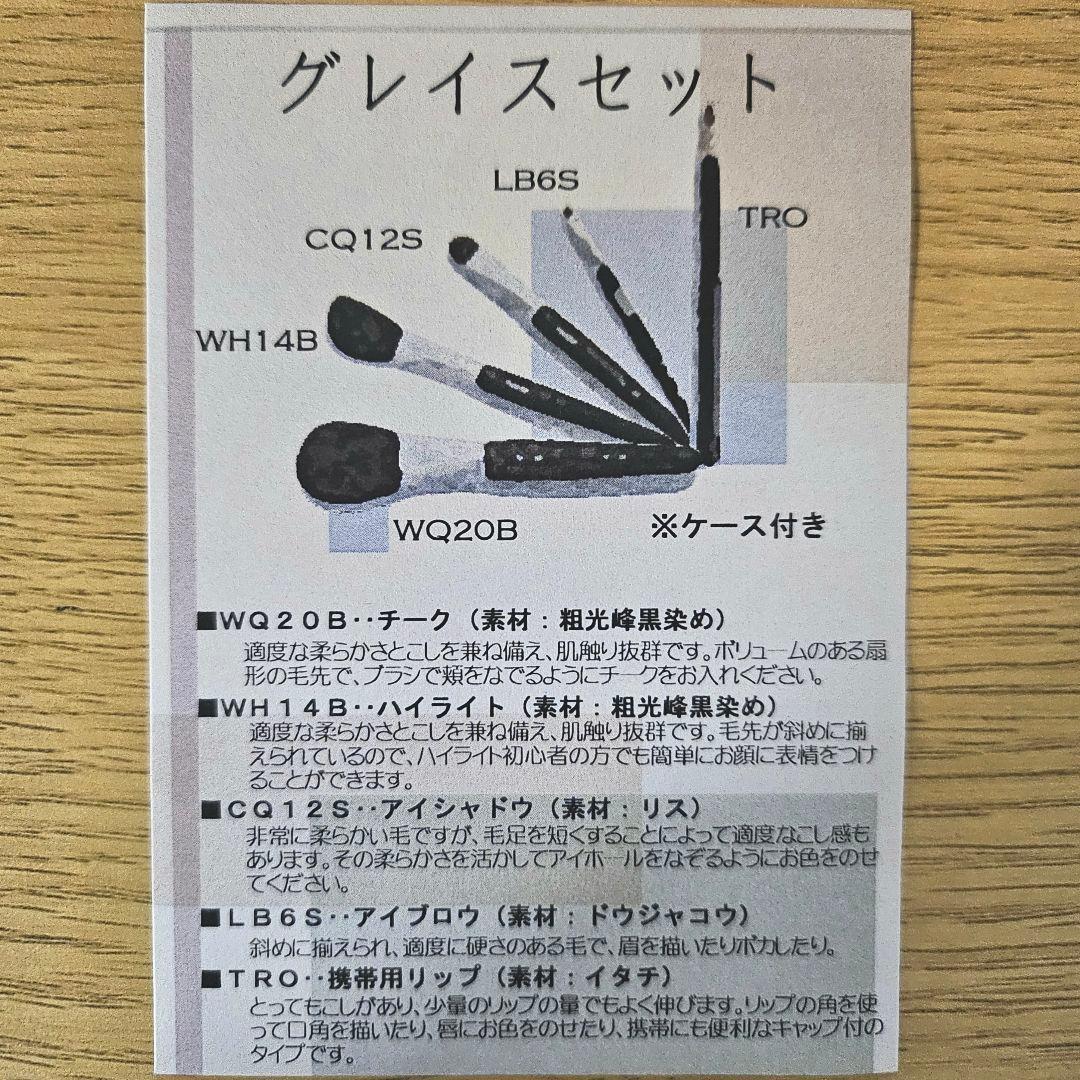 グレイスセット
LB6S
TRO
CQ12S
WH14B
WQ20B
※ケース付き
■WQ20B‥チーク(素材：粗光峰黒染め)
適度な柔らかさとこしを兼ね備え、肌触り抜群です。ボリュームのある扇
形の毛先で、ブラシで頬をなでるようにチークをお入れください。
■WH14B‥ハイライト(素材：粗光峰黒染め)
適度な柔らかさとこしを兼ね備え、肌触り抜群です。毛先が斜めに揃
えられているので、ハイライト初心者の方でも簡単にお顔に表情をつけ
ることができます。
■CQ12S‥アイシャドウ(素材：リス)
非常に柔らかい毛ですが、毛足を短くすることによって適度なこし感も
あります。その柔らかさを活かしてアイホールをなぞるようにお色をのせ
てください。
■LB6S‥アイブロウ(素材：ドウジャコウ)
斜めに揃えられ、適度に硬さのある毛で、眉を描いたりボカしたり。
■TRO‥携帯用リップ(素材：イタチ)
とってもこしがあり、少量のリップの量でもよく伸びます。リップの角を使
って口角を描いたり、唇にお色をのせたり、携帯にも便利なキャップ付の
タイプです。